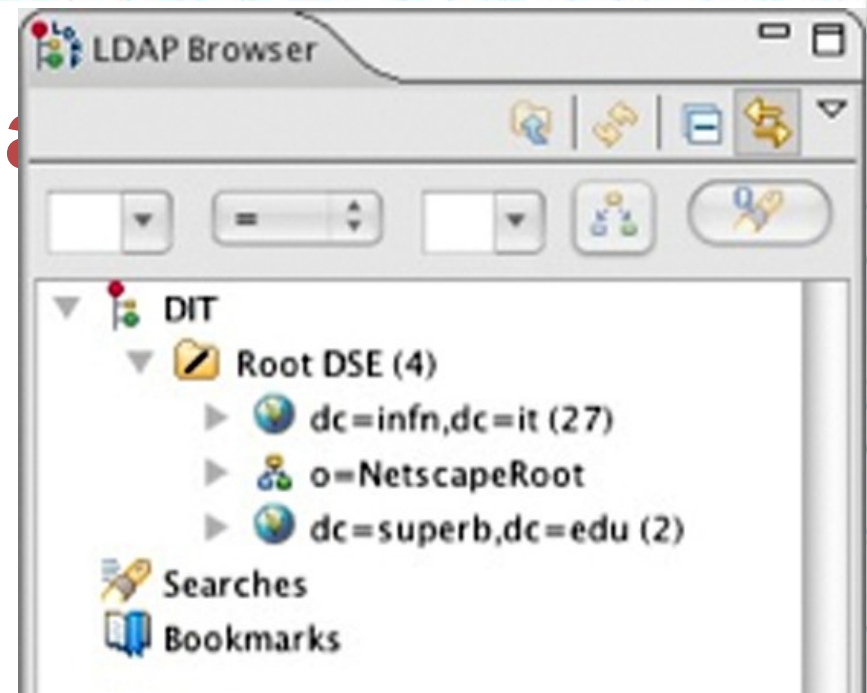 LDAP Browser
=
DIT
Root DSE (4)
dc=infn,dc=it (27)
o=NetscapeRoot
dc=superb,dc=edu (2)
Searches
Bookmarks